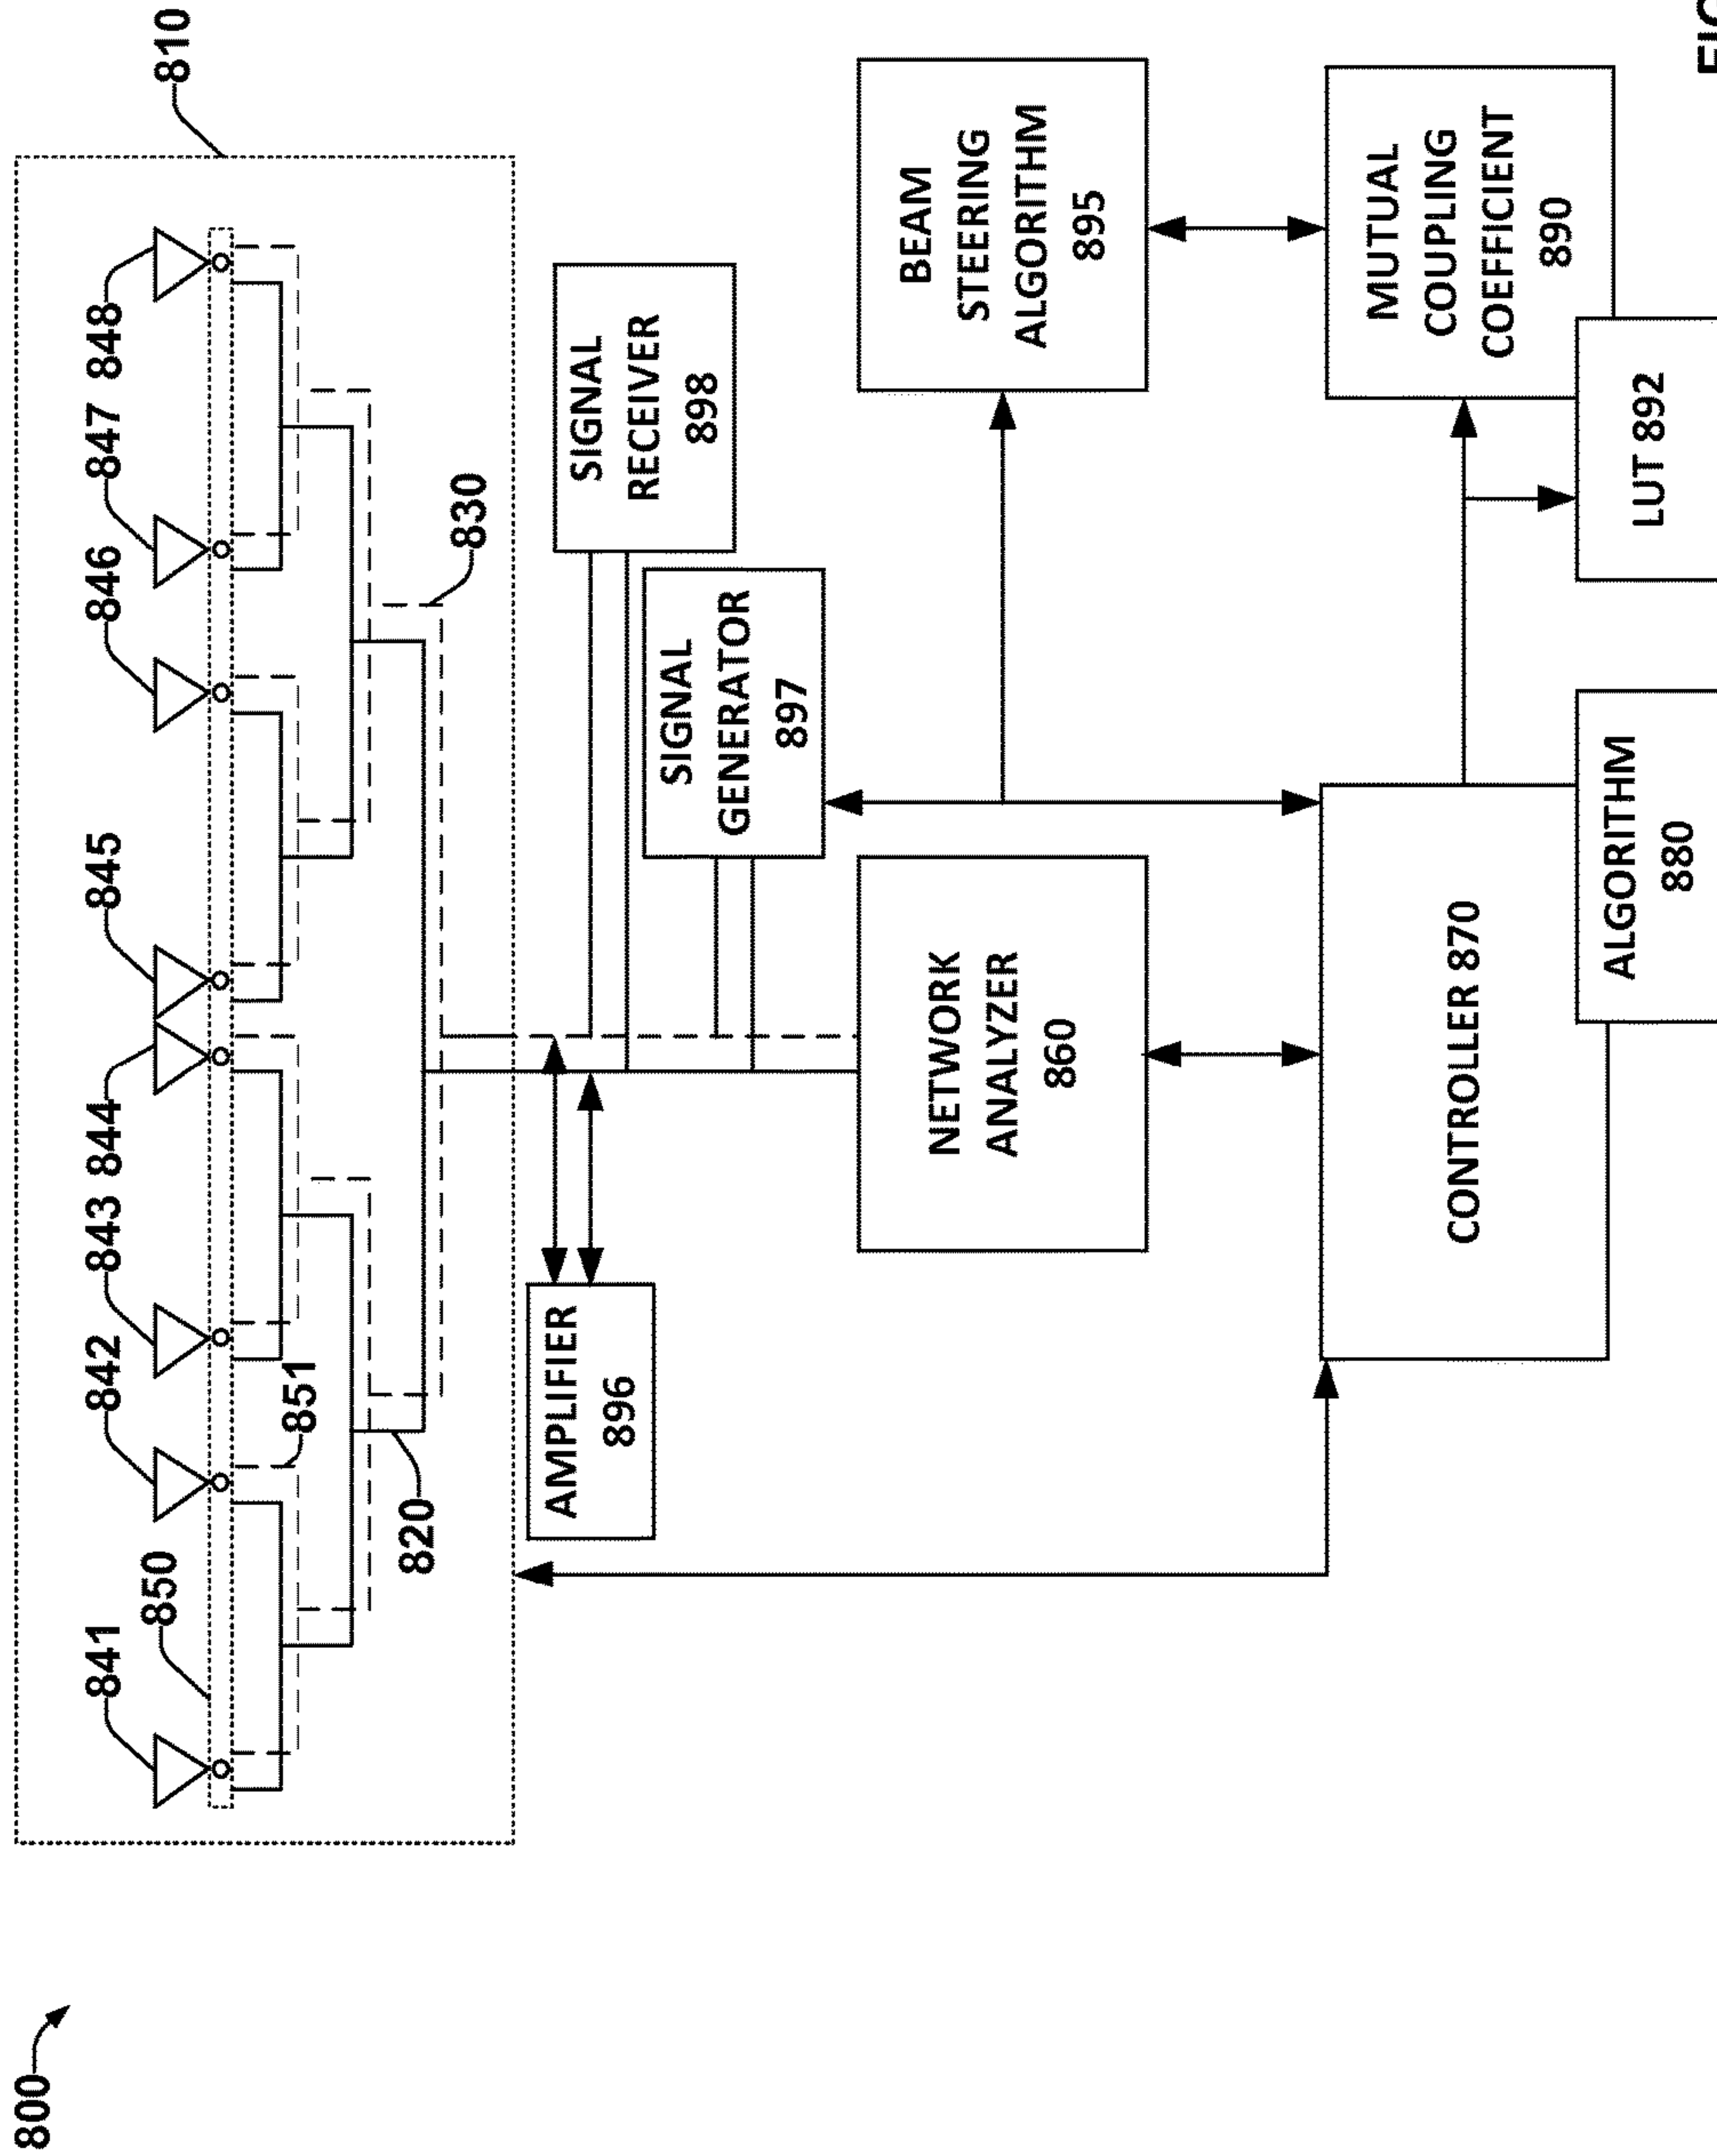 800
810
841
842
843
844
845
846
847
848
850
851
820
830
AMPLIFIER
896
SIGNAL
RECEIVER
898
SIGNAL
GENERATOR
897
NETWORK
ANALYZER
860
BEAM
STEERING
ALGORITHM
895
CONTROLLER 870
ALGORITHM
880
MUTUAL
COUPLING
COEFFICIENT
890
LUT 892